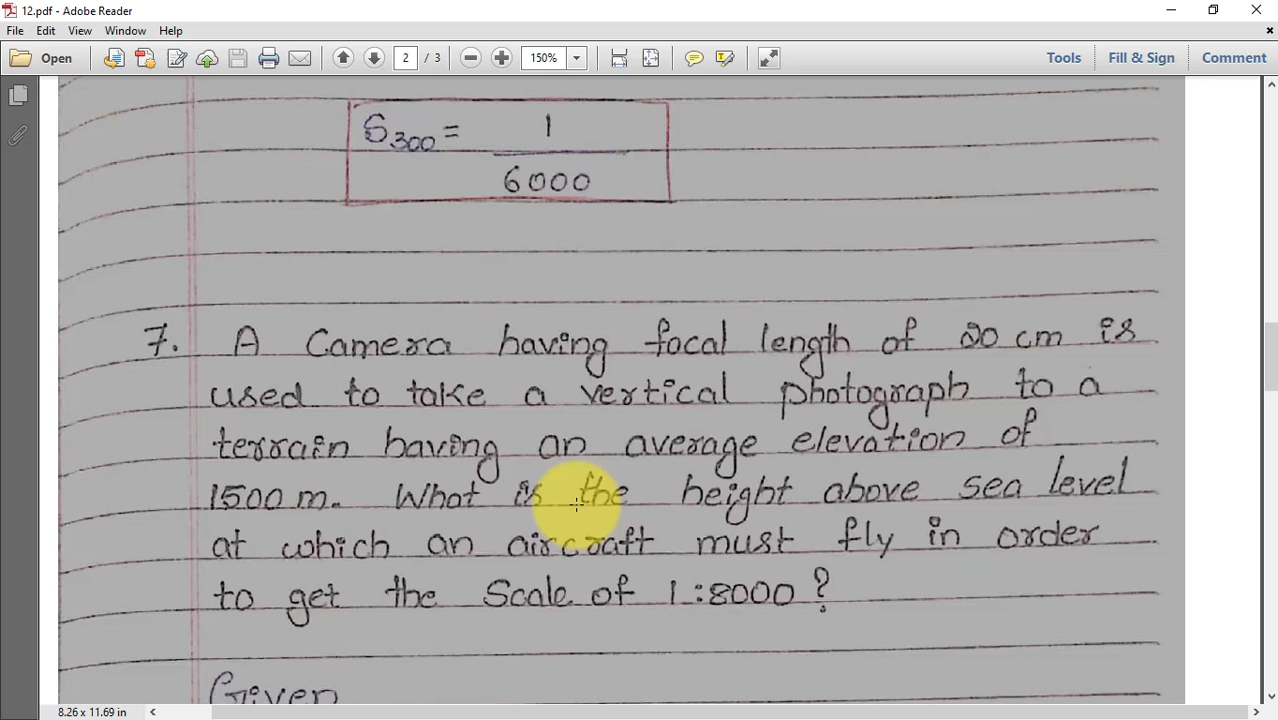 12.pdf - Adobe Reader
File Edit View Window Help
Open 2 / 3 150% Tools Fill & Sign Comment
S300 = 1
6000
7. A Camera having focal length of 20 cm is
used to take a vertical photograph to a
terrain having an average elevation of
1500 m. What is the height above sea level
at which an aircraft must fly in order
to get the Scale of 1:8000 ?
Given
8.26 x 11.69 in